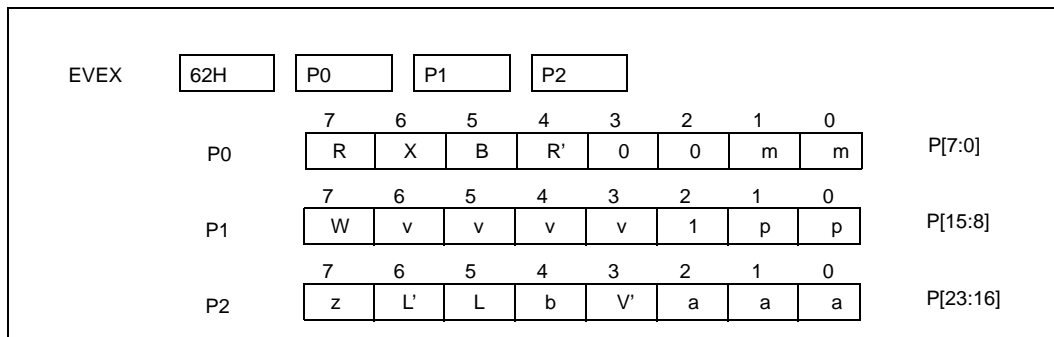 EVEX 62H P0 P1 P2
7 6 5 4 3 2 1 0
P0 R X B R’ 0 0 m m P[7:0]
7 6 5 4 3 2 1 0
P1 W v v v v 1 p p P[15:8]
7 6 5 4 3 2 1 0
P2 z L’ L b V’ a a a P[23:16]